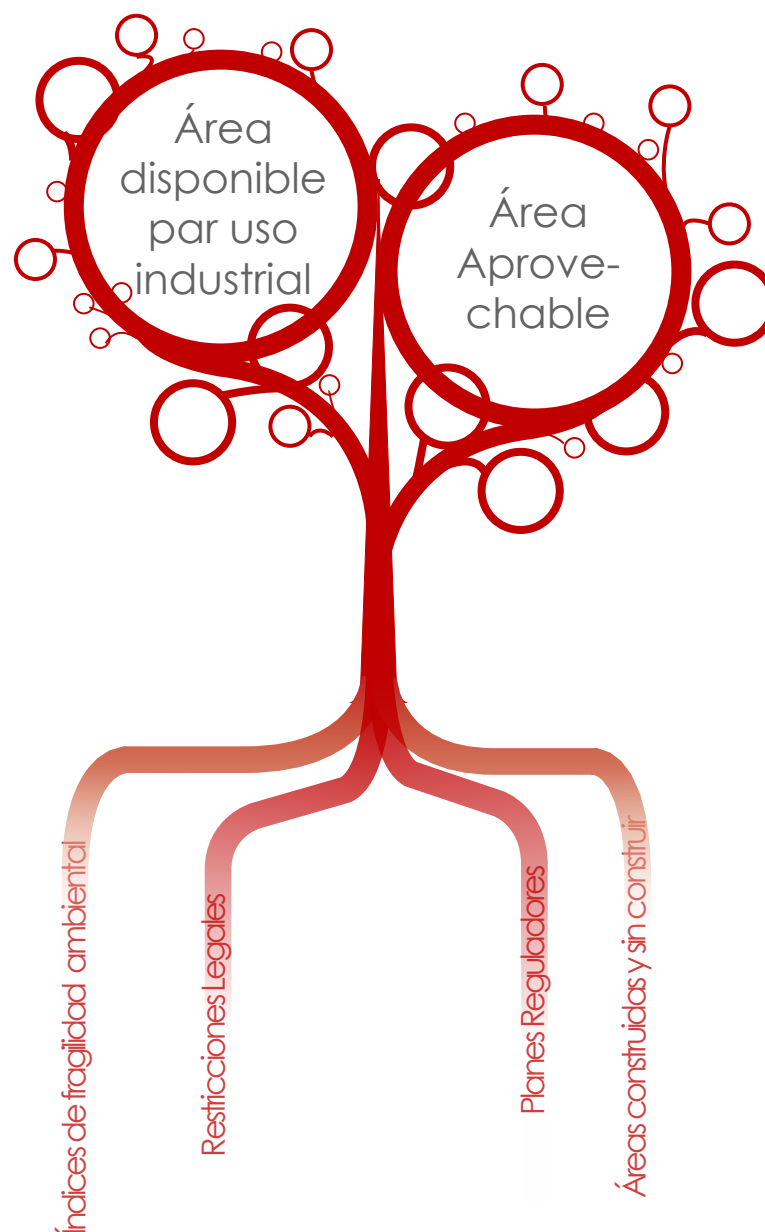 Área
disponible
par uso
industrial
Área
Aprove-
chable
Índices de fragilidad ambiental
Restricciones Legales
Planes Reguladores
Áreas construidas y sin construir